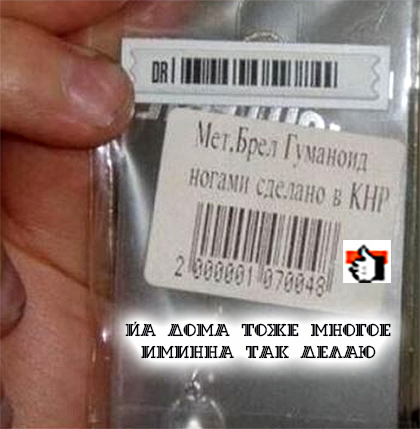 DR
Мет.Брел Гуманоид
ногами сделано в КНР
2 000001 070048
ЙА ДОМА ТОЖЕ МНОГОЕ
ИМИННА ТАК ДЕЛАЮ